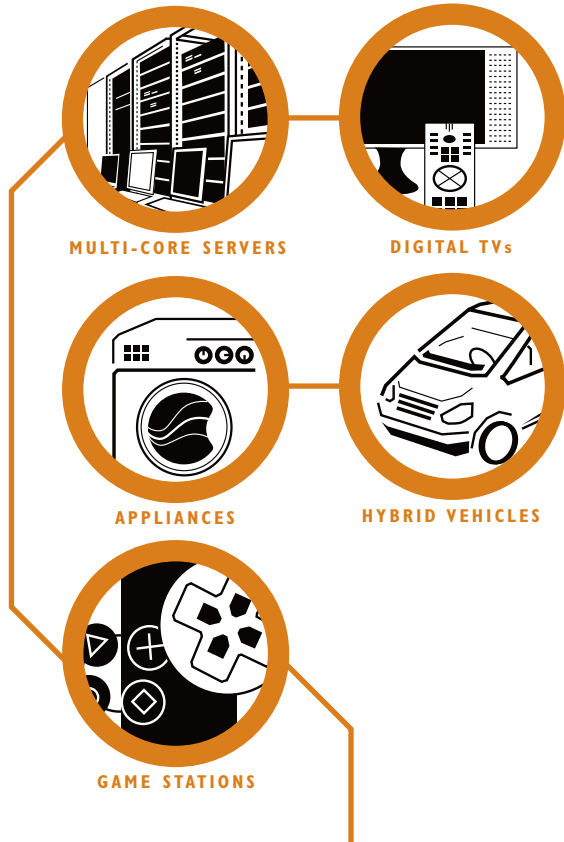 MULTI-CORE SERVERS
DIGITAL TVs
APPLIANCES
HYBRID VEHICLES
GAME STATIONS